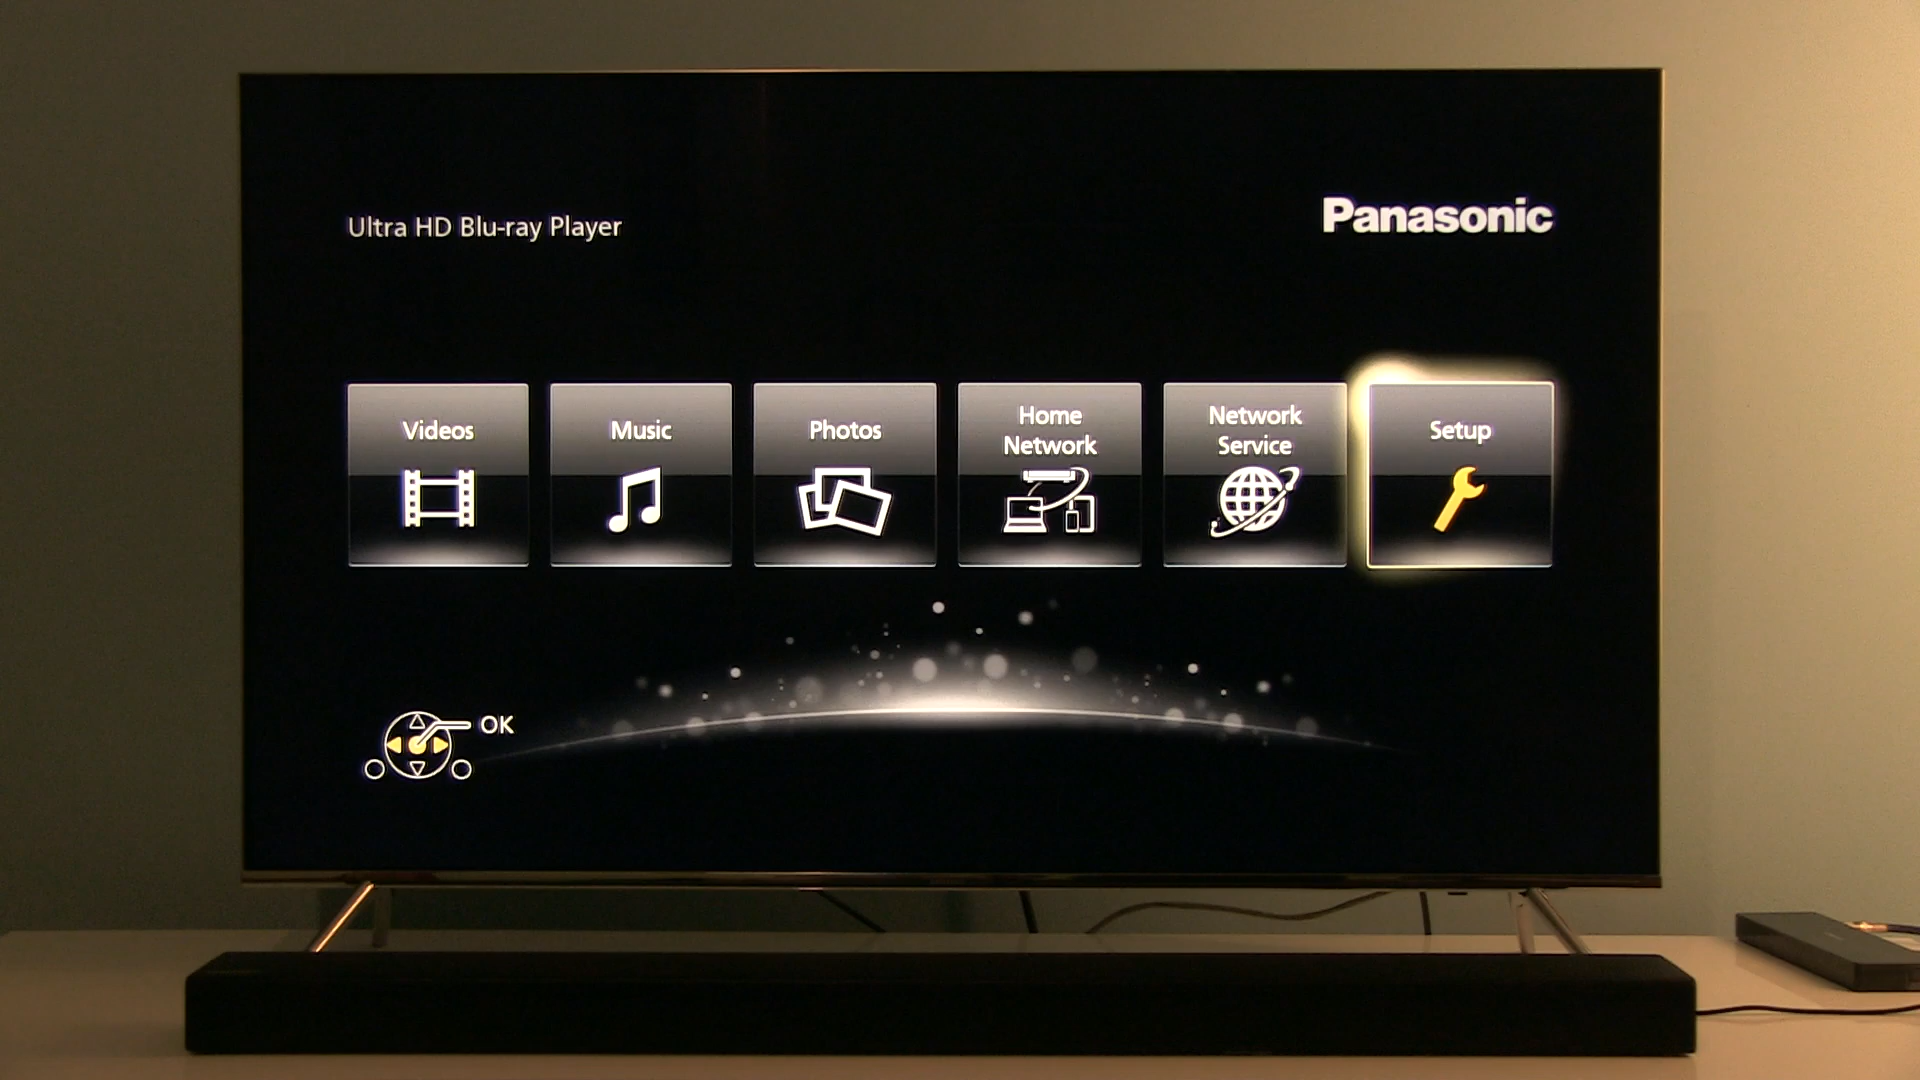 Ultra HD Blu-ray Player
Panasonic
Videos
Music
Photos
Home
Network
Network
Service
Setup
OK